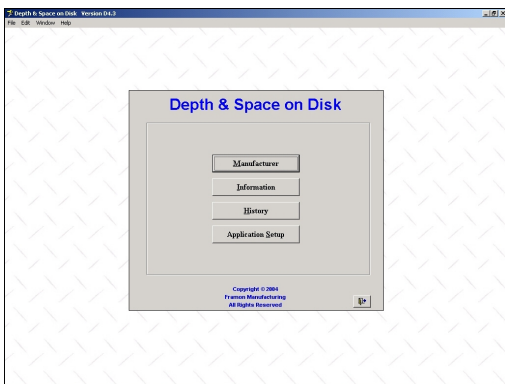 Depth & Space on Disk Version D4.3
File Edit Window Help
Depth & Space on Disk
Manufacturer
Information
History
Application Setup
Copyright © 2004
Framon Manufacturing
All Rights Reserved